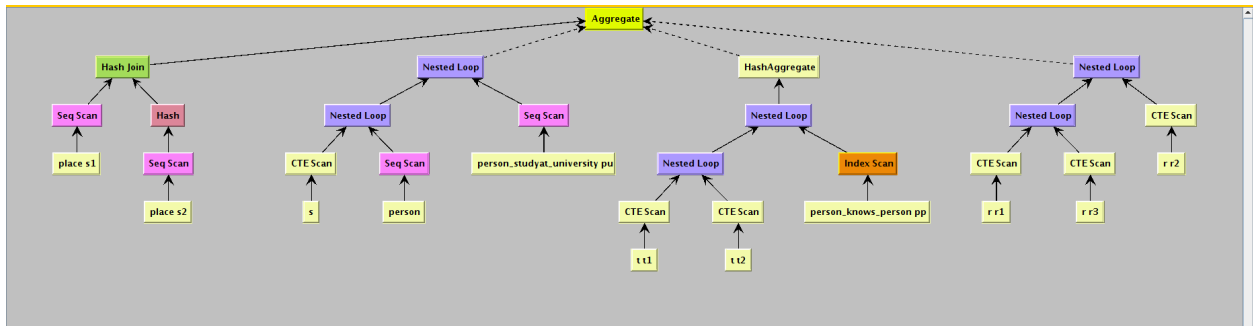 Aggregate
Hash Join
Nested Loop
HashAggregate
Nested Loop
Seq Scan
Hash
Nested Loop
Seq Scan
Nested Loop
Nested Loop
CTE Scan
place s1
Seq Scan
CTE Scan
Seq Scan
person_studyat_university pu
Nested Loop
Index Scan
CTE Scan
CTE Scan
r r2
place s2
s
person
CTE Scan
CTE Scan
person_knows_person pp
r r1
r r3
t t1
t t2